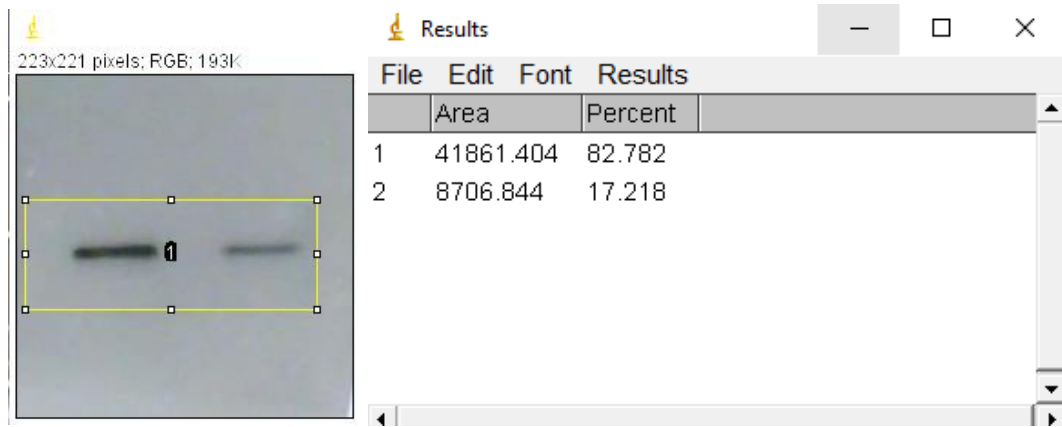 223x221 pixels; RGB; 193K
1
Results
File Edit Font Results
Area Percent
1 41861.404 82.782
2 8706.844 17.218